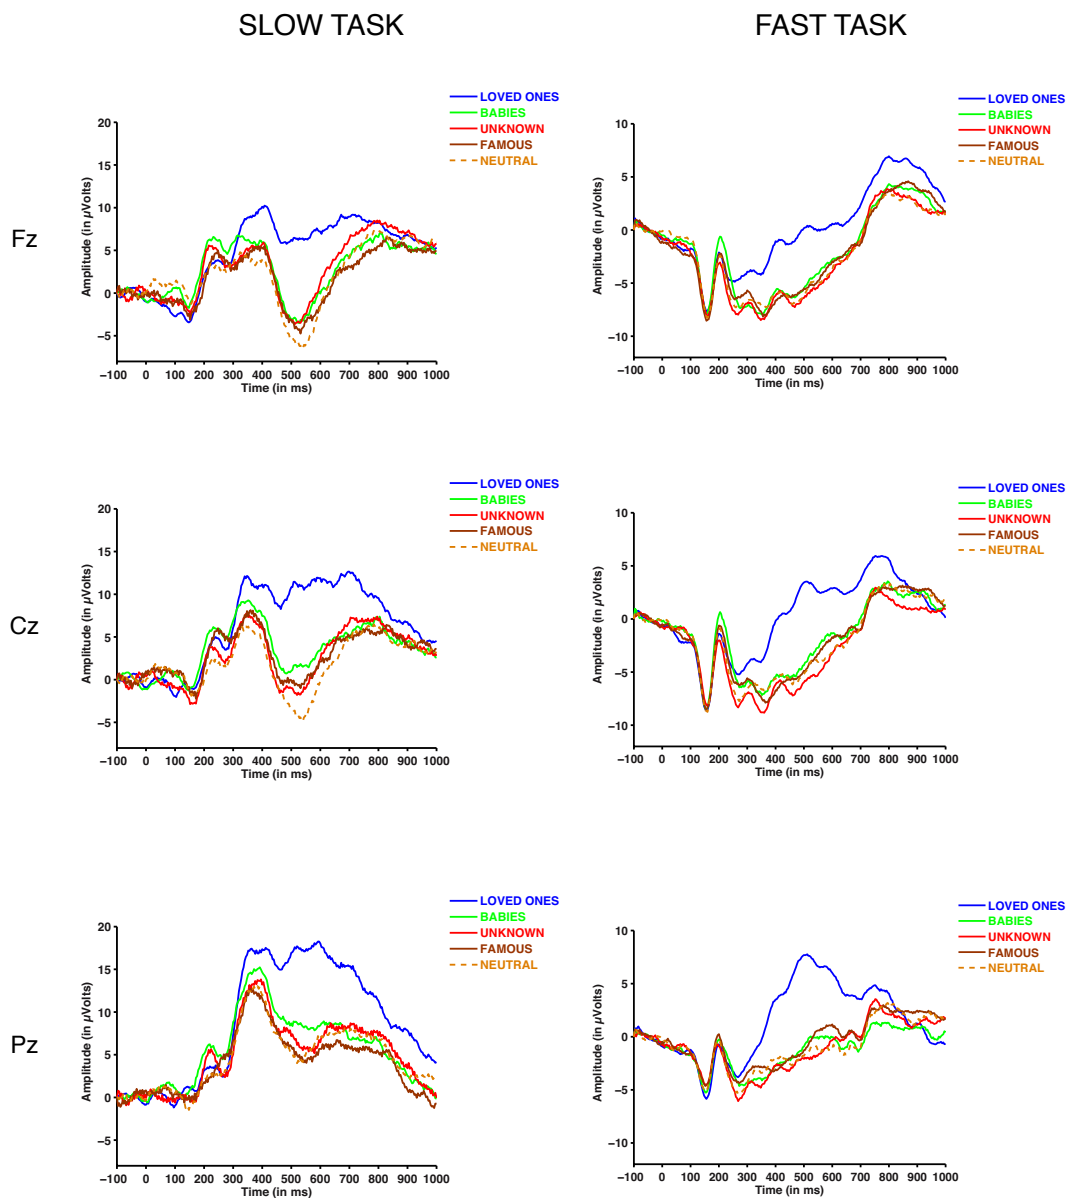 SLOW TASK
FAST TASK
Fz
LOVED ONES
BABIES
UNKNOWN
FAMOUS
NEUTRAL
Amplitude (in µVolts)
20
15
10
5
0
−5
−100 0 100 200 300 400 500 600 700 800 900 1000
Time (in ms)
LOVED ONES
BABIES
UNKNOWN
FAMOUS
NEUTRAL
Amplitude (in µVolts)
10
5
0
−5
−10
−100 0 100 200 300 400 500 600 700 800 900 1000
Time (in ms)
Cz
LOVED ONES
BABIES
UNKNOWN
FAMOUS
NEUTRAL
Amplitude (in µVolts)
20
15
10
5
0
−5
−100 0 100 200 300 400 500 600 700 800 900 1000
Time (in ms)
LOVED ONES
BABIES
UNKNOWN
FAMOUS
NEUTRAL
Amplitude (in µVolts)
10
5
0
−5
−10
−100 0 100 200 300 400 500 600 700 800 900 1000
Time (in ms)
Pz
LOVED ONES
BABIES
UNKNOWN
FAMOUS
NEUTRAL
Amplitude (in µVolts)
20
15
10
5
0
−5
−100 0 100 200 300 400 500 600 700 800 900 1000
Time (in ms)
LOVED ONES
BABIES
UNKNOWN
FAMOUS
NEUTRAL
Amplitude (in µVolts)
10
5
0
−5
−10
−100 0 100 200 300 400 500 600 700 800 900 1000
Time (in ms)